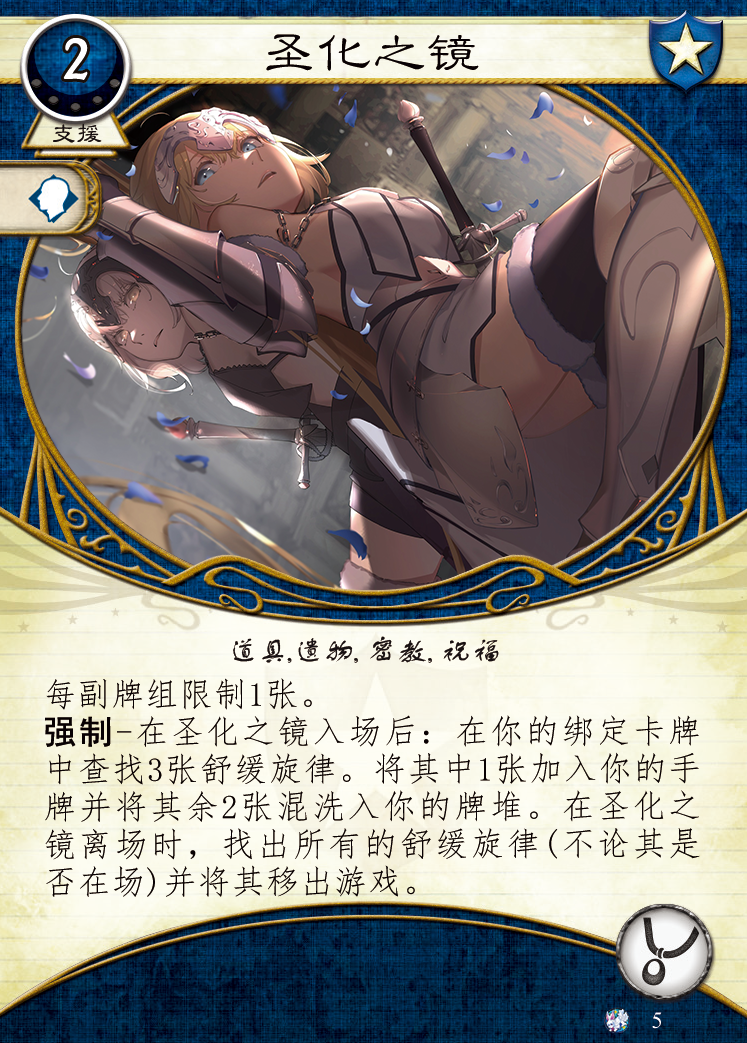 2
圣化之镜
支援
道具,遗物,密教,祝福
每副牌组限制1张。
强制-在圣化之镜入场后：在你的绑定卡牌
中查找3张舒缓旋律。将其中1张加入你的手
牌并将其余2张混洗入你的牌堆。在圣化之
镜离场时，找出所有的舒缓旋律(不论其是
否在场)并将其移出游戏。
5